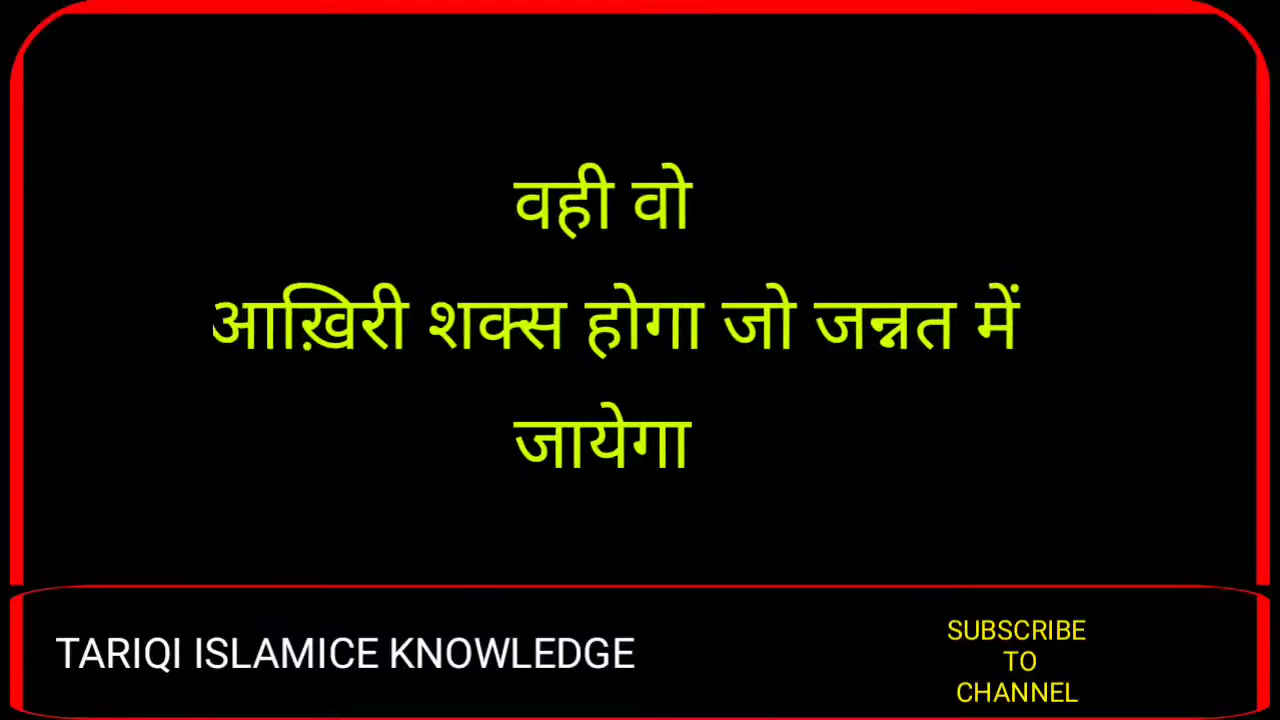 वही वो
आख़िरी शक्स होगा जो जन्नत में
जायेगा
TARIQI ISLAMICE KNOWLEDGE
SUBSCRIBE
TO
CHANNEL